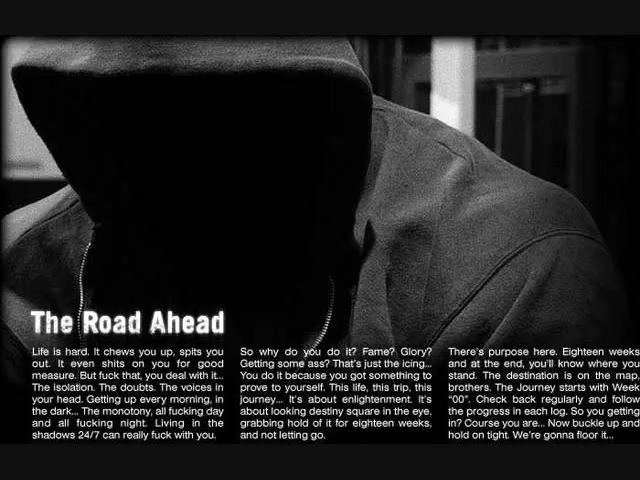 The Road Ahead
Life is hard. It chews you up, spits you
out. It even shits on you for good
measure. But fuck that, you deal with it...
The isolation. The doubts. The voices in
your head. Getting up every morning, in
the dark... The monotony, all fucking day
and all fucking night. Living in the
shadows 24/7 can really fuck with you.
So why do you do it? Fame? Glory?
Getting some ass? That's just the icing...
You do it because you got something to
prove to yourself. This life, this trip, this
journey... It's about enlightenment. It's
about looking destiny square in the eye,
grabbing hold of it for eighteen weeks,
and not letting go.
There's purpose here. Eighteen weeks
and at the end, you'll know where you
stand. The destination is on the map,
brothers. The Journey starts with Week
"00". Check back regularly and follow
the progress in each log. So you getting
in? Course you are... Now buckle up and
hold on tight. We're gonna floor it...